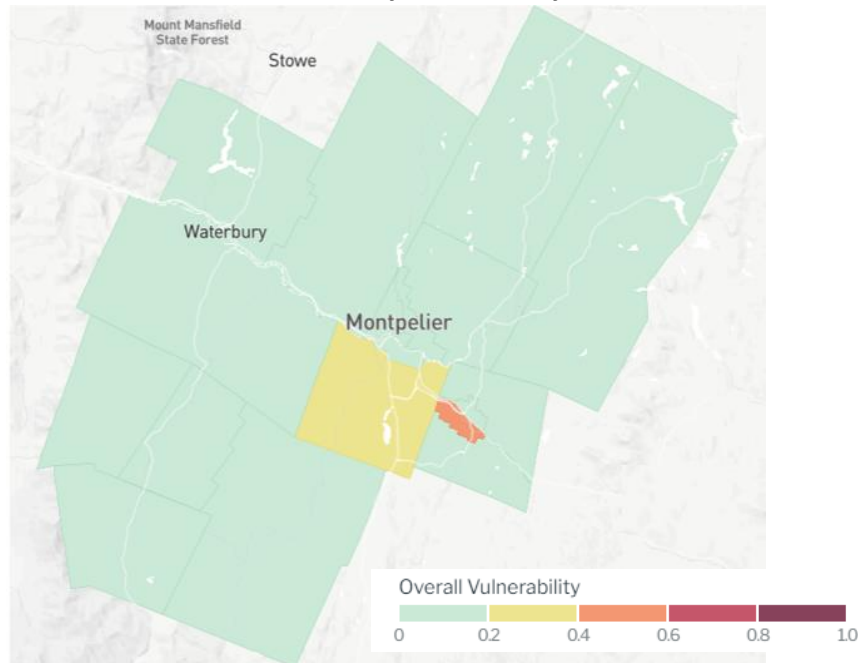 Mount Mansfield
State Forest
Stowe
Waterbury
Montpelier
Overall Vulnerability
0 0.2 0.4 0.6 0.8 1.0